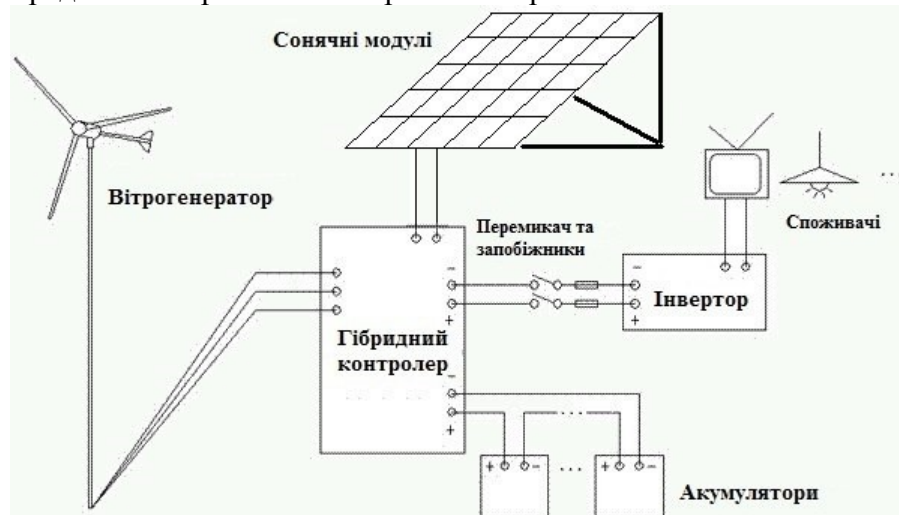 Сонячні модулі
Вітрогенератор
Перемикач та
запобіжники
Споживачі
...
Інвертор
Гібридний
контролер
−
+
−
+
−
+
+ −
...
+ −
...
Акумулятори